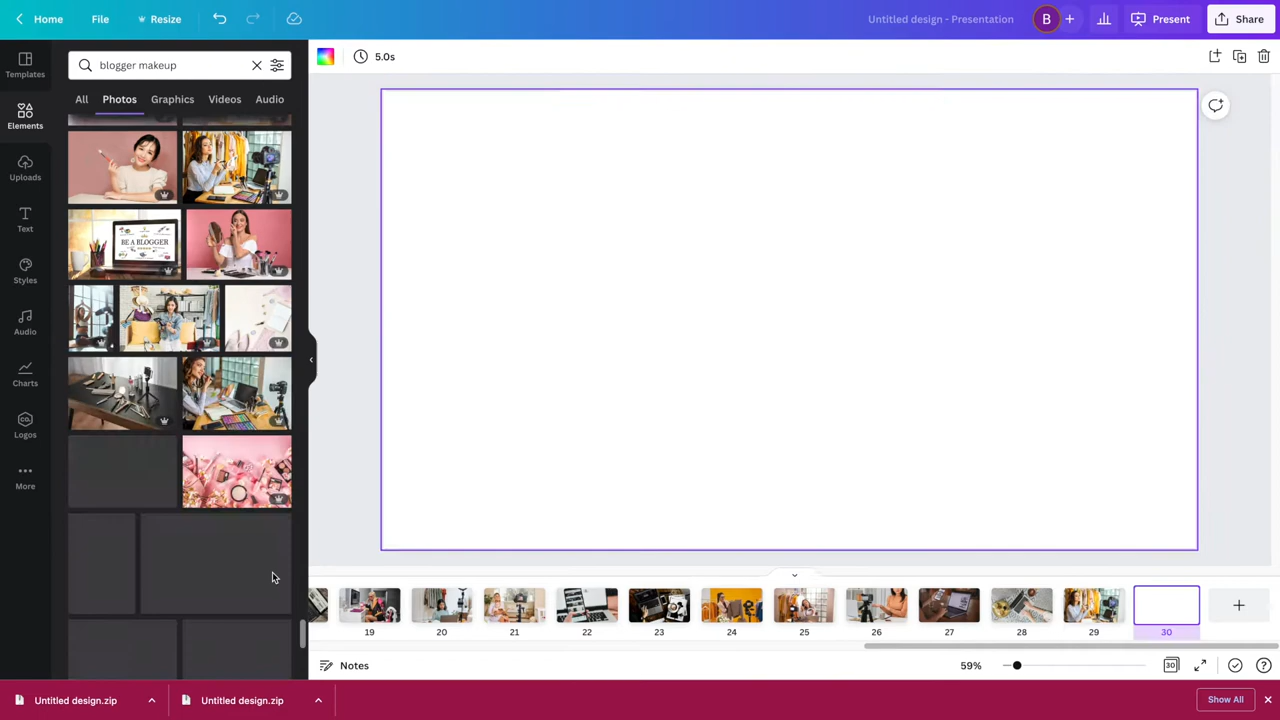 Home
File
Resize
Untitled design - Presentation
B
Present
Share
Templates
Elements
Uploads
Text
Styles
Audio
Charts
CO.
Logos
More
blogger makeup
All
Photos
Graphics
Videos
Audio
BE A BLOGGER
5.0s
19
20
21
22
23
24
25
26
27
28
29
30
Notes
59%
30
Untitled design.zip
Untitled design.zip
Show All